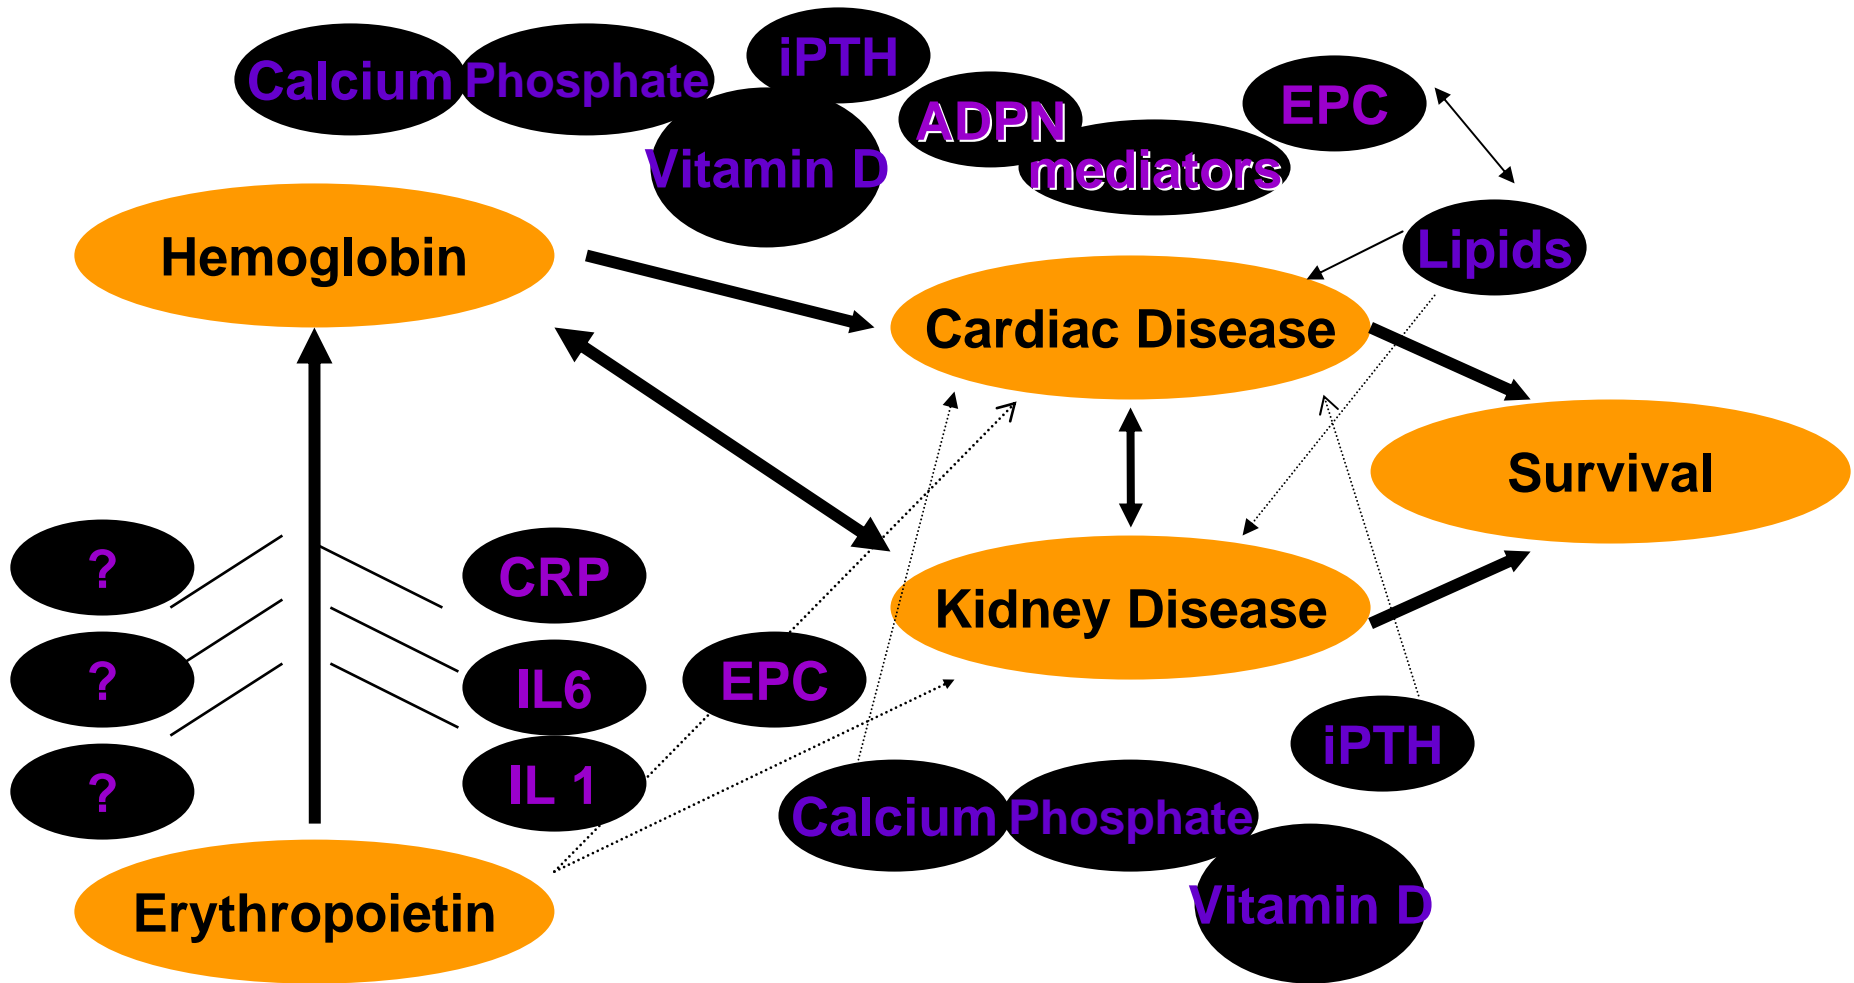 iPTH
Calcium
Phosphate
EPC
ADPN
Vitamin D
mediators
Hemoglobin
Lipids
Cardiac Disease
Survival
?
CRP
Kidney Disease
?
IL6
EPC
iPTH
?
IL 1
Calcium
Phosphate
Erythropoietin
Vitamin D